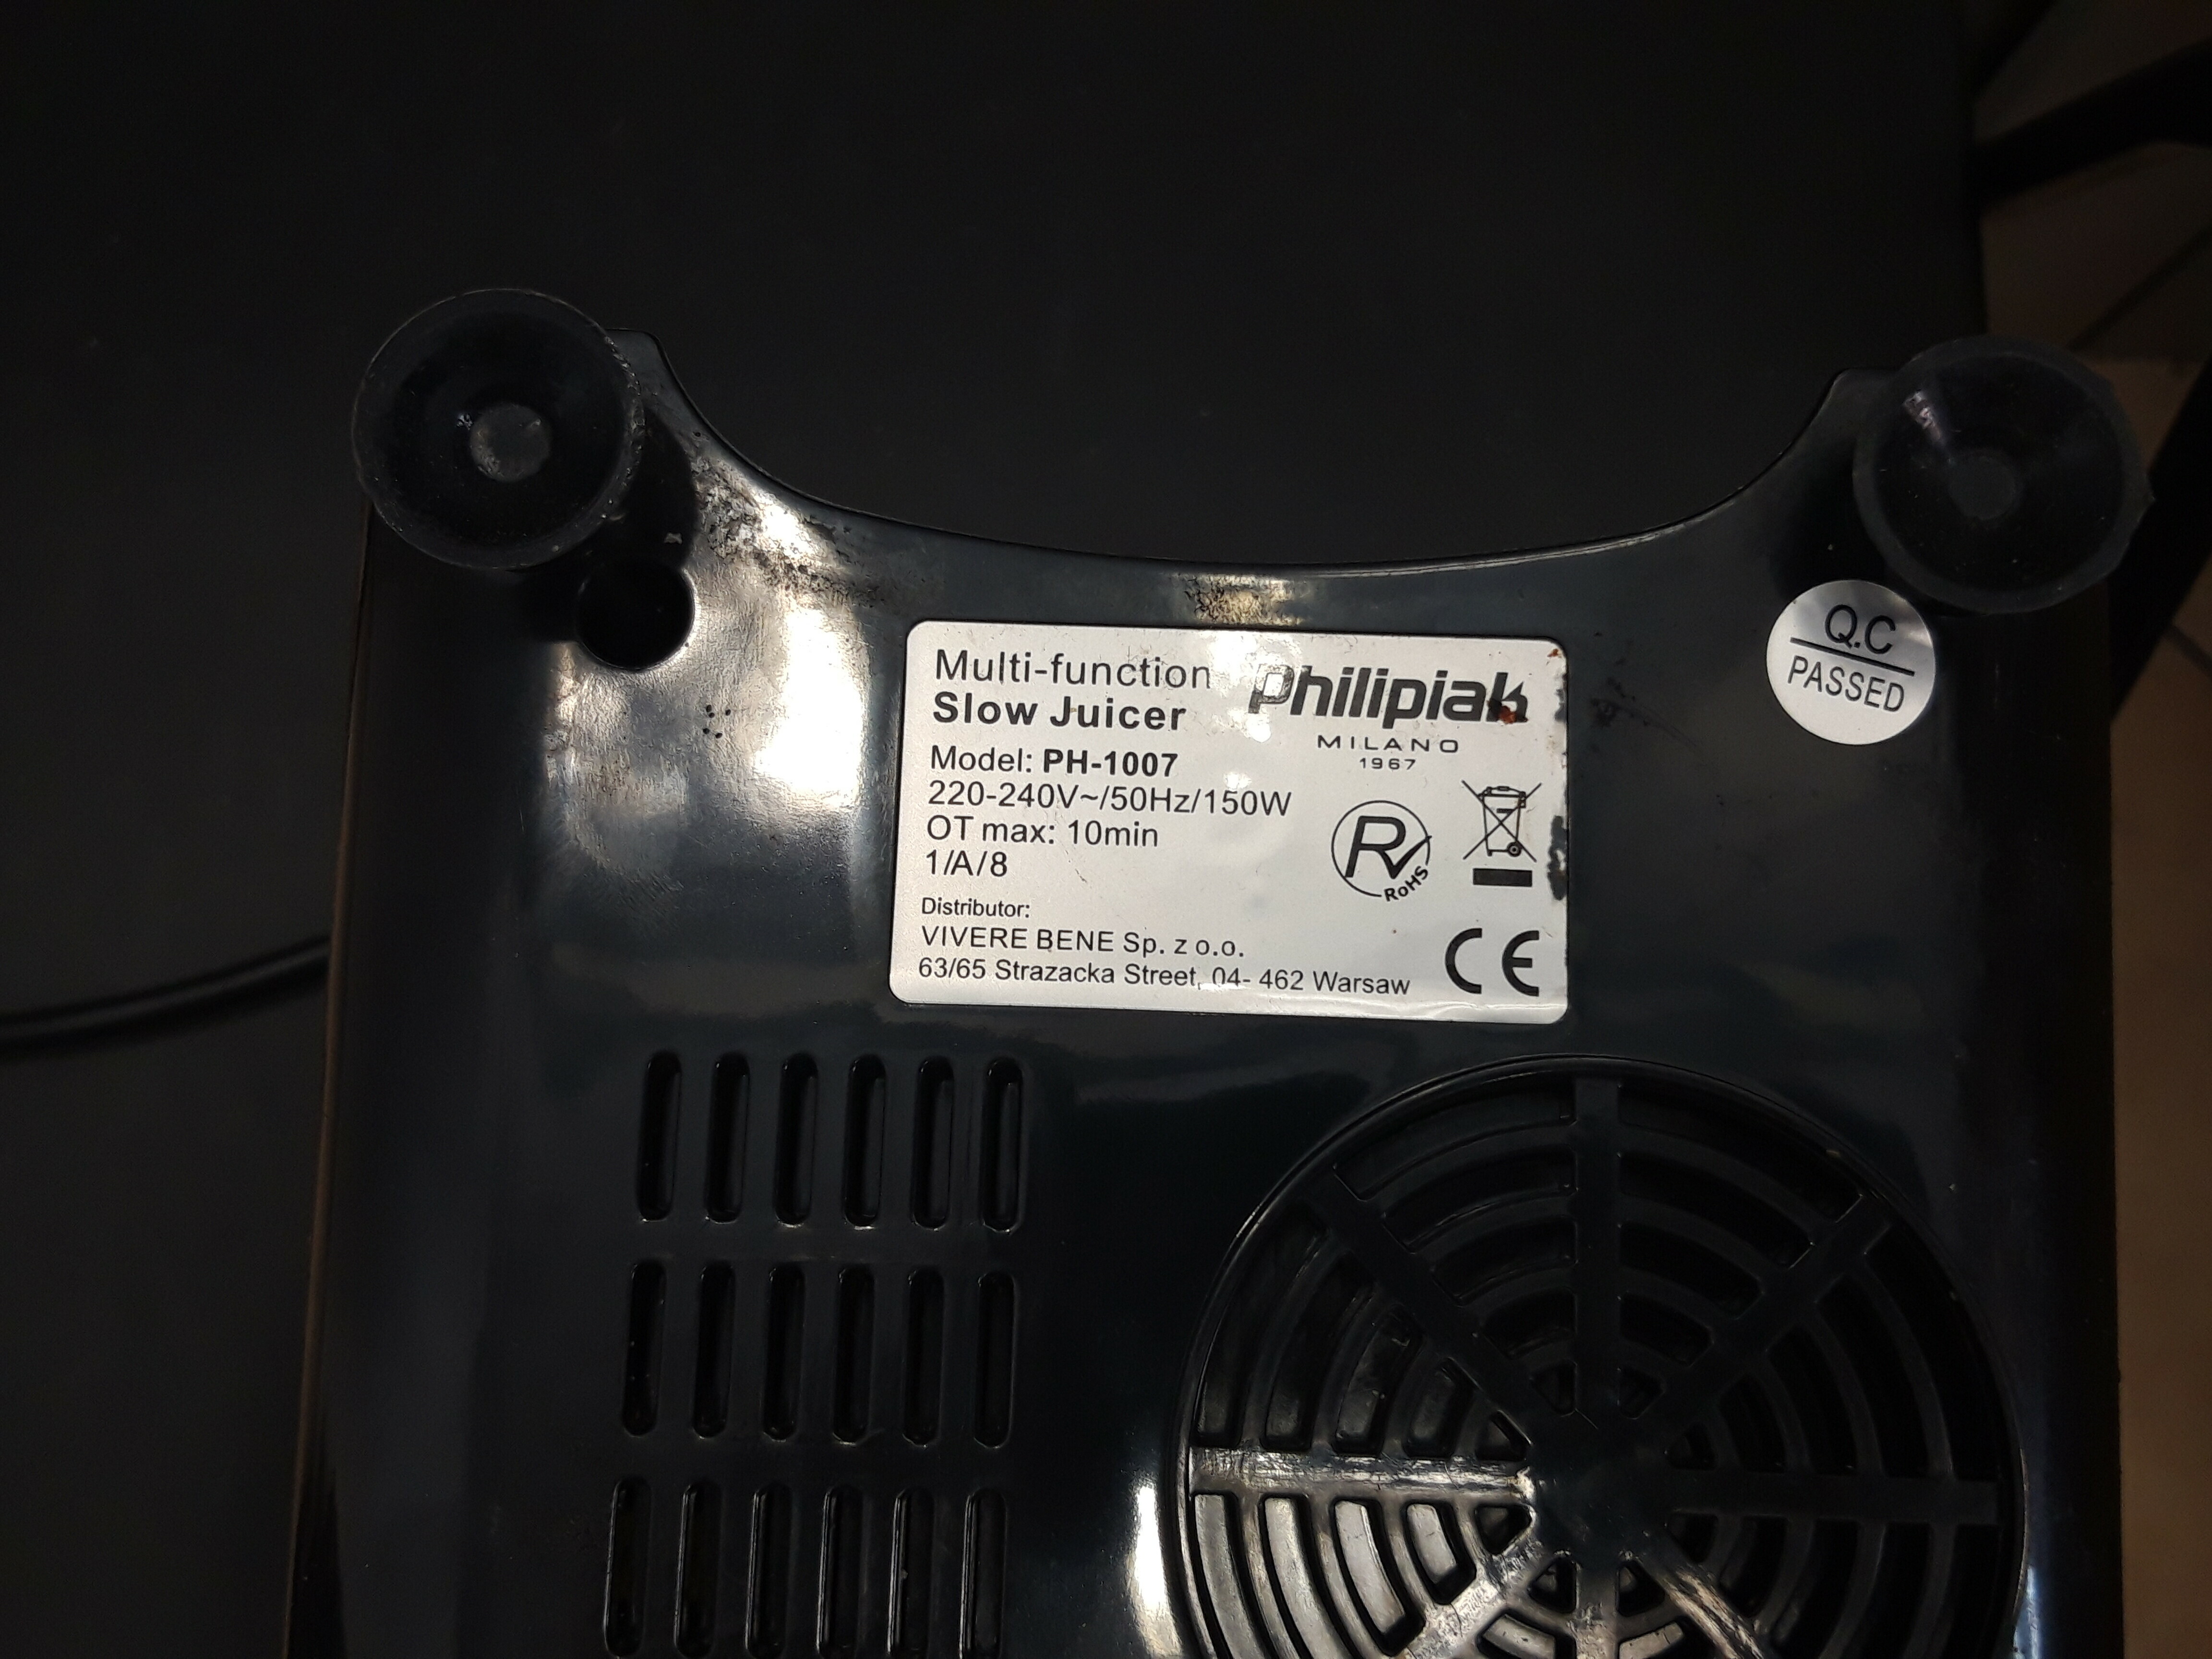 Multi-function
Slow Juicer
Philipiak
MILANO
1967
Model: PH-1007
220-240V~/50Hz/150W
OT max: 10min
1/A/8
R
RoHS
Distributor:
VIVERE BENE Sp. z o.o.
63/65 Strazacka Street, 04- 462 Warsaw
CE
Q.C
PASSED